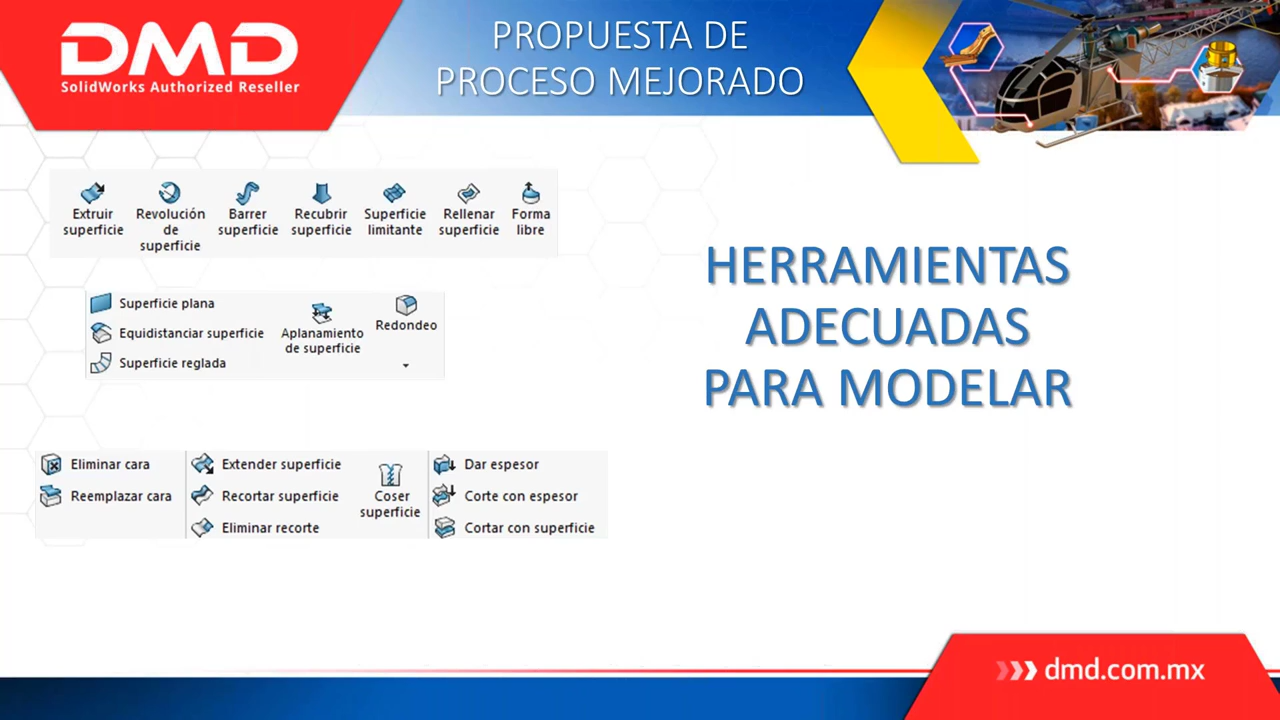 DMD
SolidWorks Authorized Reseller
PROPUESTA DE
PROCESO MEJORADO
Extruir
superficie
Revolución
de
superficie
Barrer
superficie
Recubrir
superficie
Superficie
limitante
Rellenar
superficie
Forma
libre
Superficie plana
Equidistanciar superficie
Superficie reglada
Aplanamiento
de superficie
Redondeo
HERRAMIENTAS
ADECUADAS
PARA MODELAR
Eliminar cara
Reemplazar cara
Extender superficie
Recortar superficie
Eliminar recorte
Coser
superficie
Dar espesor
Corte con espesor
Cortar con superficie
dmd.com.mx